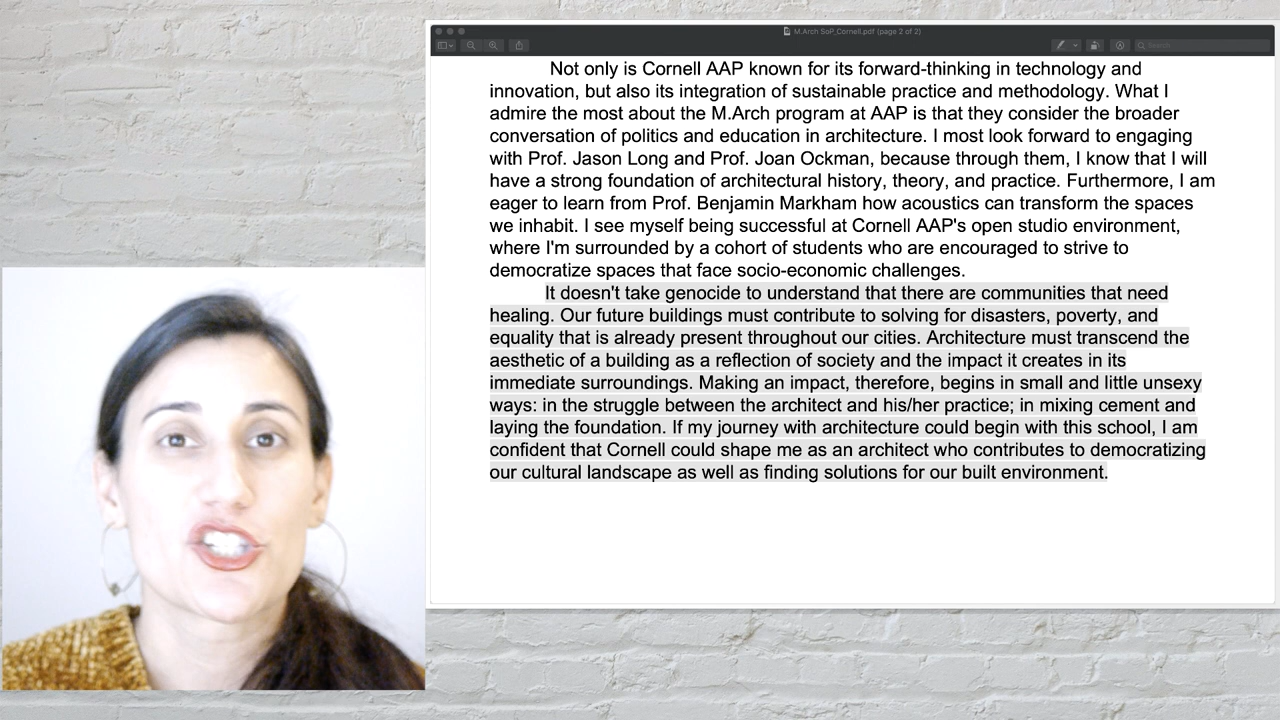 M.Arch SoP_Cornell.pdf (page 2 of 2)
Search
Not only is Cornell AAP known for its forward-thinking in technology and
innovation, but also its integration of sustainable practice and methodology. What I
admire the most about the M.Arch program at AAP is that they consider the broader
conversation of politics and education in architecture. I most look forward to engaging
with Prof. Jason Long and Prof. Joan Ockman, because through them, I know that I will
have a strong foundation of architectural history, theory, and practice. Furthermore, I am
eager to learn from Prof. Benjamin Markham how acoustics can transform the spaces
we inhabit. I see myself being successful at Cornell AAP's open studio environment,
where I'm surrounded by a cohort of students who are encouraged to strive to
democratize spaces that face socio-economic challenges.
It doesn't take genocide to understand that there are communities that need
healing. Our future buildings must contribute to solving for disasters, poverty, and
equality that is already present throughout our cities. Architecture must transcend the
aesthetic of a building as a reflection of society and the impact it creates in its
immediate surroundings. Making an impact, therefore, begins in small and little unsexy
ways: in the struggle between the architect and his/her practice; in mixing cement and
laying the foundation. If my journey with architecture could begin with this school, I am
confident that Cornell could shape me as an architect who contributes to democratizing
our cultural landscape as well as finding solutions for our built environment.